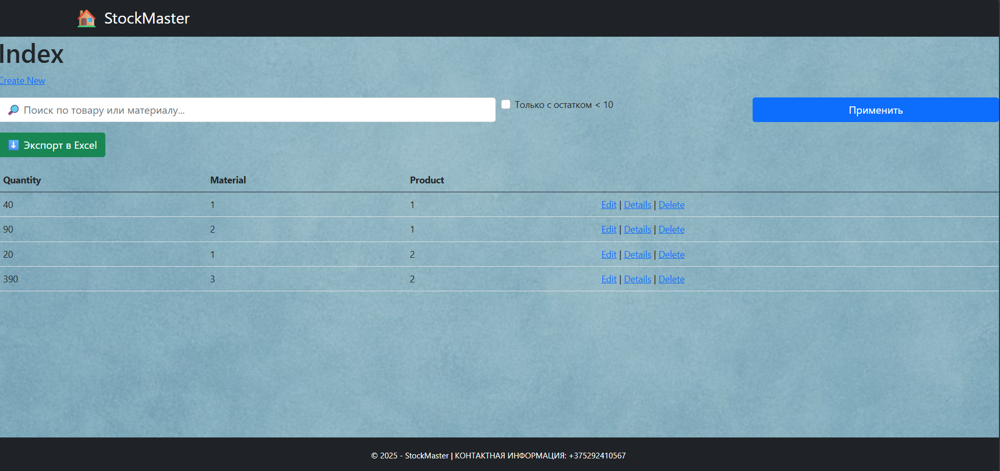 StockMaster
Index
Create New
Поиск по товару или материалу...
Только с остатком < 10
Применить
Экспорт в Excel
Quantity Material Product
40 1 1 Edit | Details | Delete
90 2 1 Edit | Details | Delete
20 1 2 Edit | Details | Delete
390 3 2 Edit | Details | Delete
© 2025 - StockMaster | КОНТАКТНАЯ ИНФОРМАЦИЯ: +375292410567